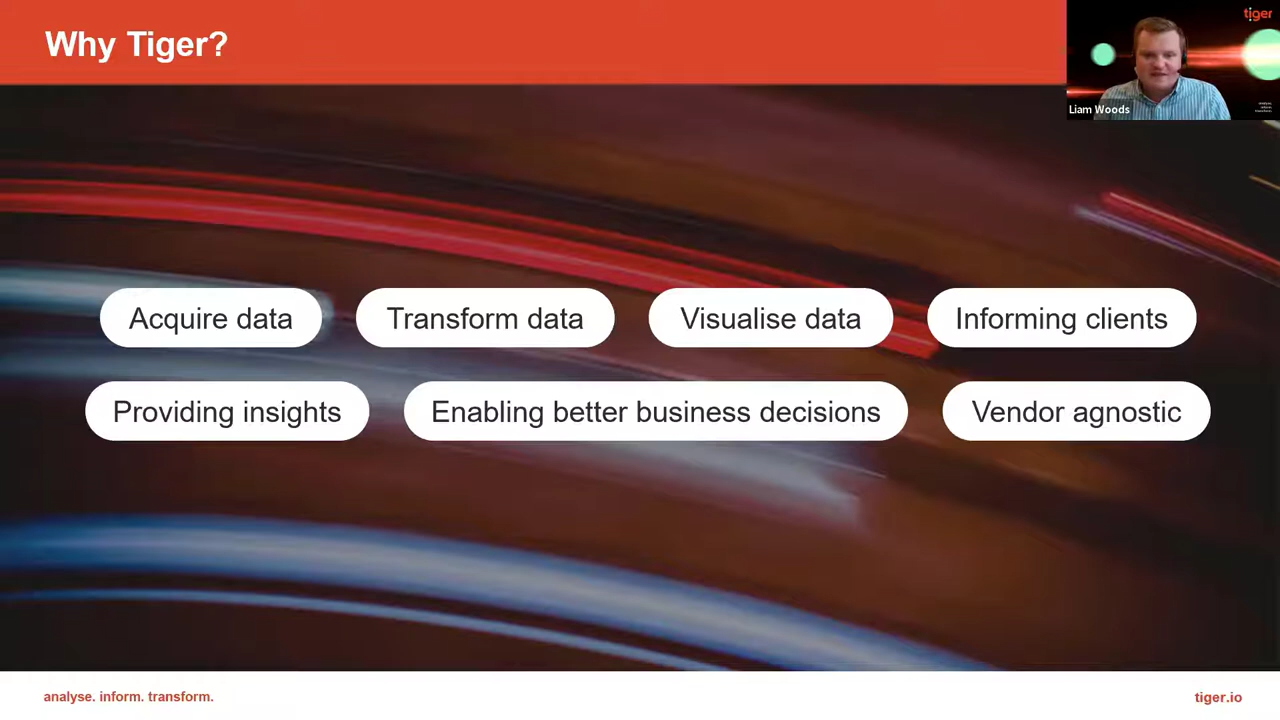 Why Tiger?
tiger
Liam Woods
Acquire data
Transform data
Visualise data
Informing clients
Providing insights
Enabling better business decisions
Vendor agnostic
analyse. inform. transform.
tiger.io